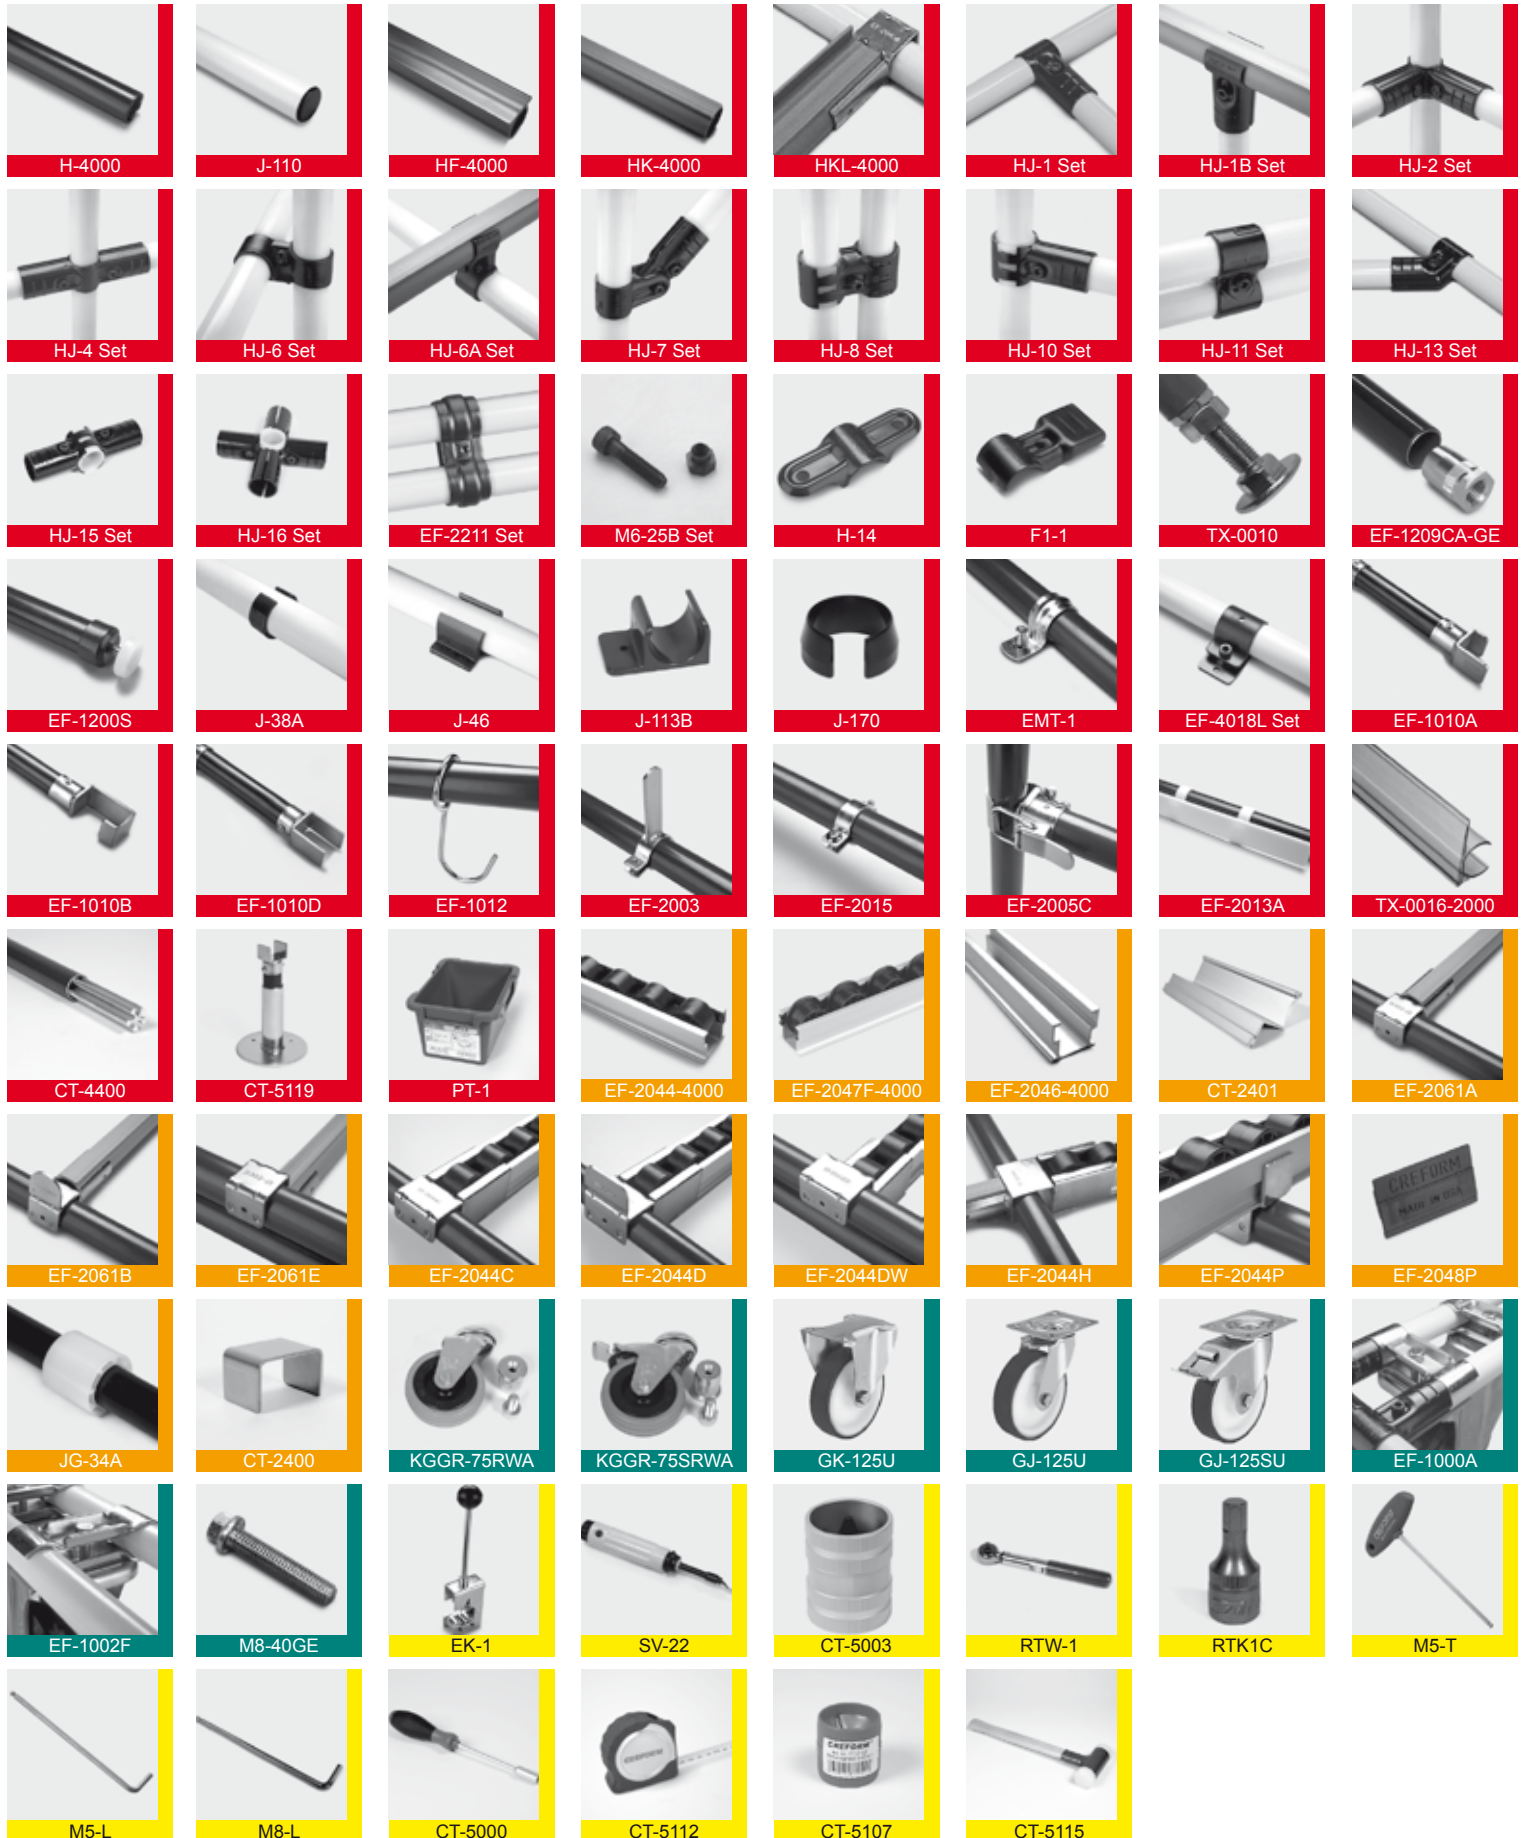 H-4000
J-110
HF-4000
HK-4000
HKL-4000
HJ-1 Set
HJ-1B Set
HJ-2 Set
HJ-4 Set
HJ-6 Set
HJ-6A Set
HJ-7 Set
HJ-8 Set
HJ-10 Set
HJ-11 Set
HJ-13 Set
HJ-15 Set
HJ-16 Set
EF-2211 Set
M6-25B Set
H-14
F1-1
TX-0010
EF-1209CA-GE
EF-1200S
J-38A
J-46
J-113B
J-170
EMT-1
EF-4018L Set
EF-1010A
EF-1010B
EF-1010D
EF-1012
EF-2003
EF-2015
EF-2005C
EF-2013A
TX-0016-2000
CT-4400
CT-5119
PT-1
EF-2044-4000
EF-2047F-4000
EF-2046-4000
CT-2401
EF-2061A
EF-2061B
EF-2061E
EF-2044C
EF-2044D
EF-2044DW
EF-2044H
EF-2044P
CREFORM
MADE IN USA
EF-2048P
JG-34A
CT-2400
KGGR-75RWA
KGGR-75SRWA
GK-125U
GJ-125U
GJ-125SU
EF-1000A
EF-1002F
M8-40GE
EK-1
SV-22
CT-5003
RTW-1
RTK1C
M5-T
M5-L
M8-L
CT-5000
CREFORM
CT-5112
CREFORM
CT-5107
CT-5115